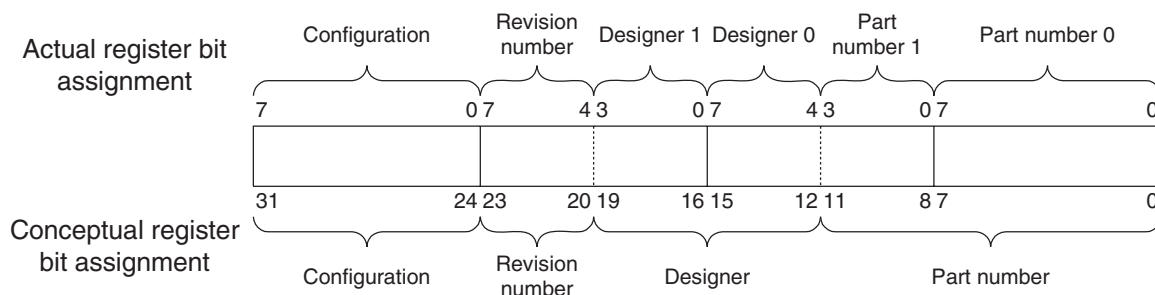 Actual register bit
assignment
Configuration
Revision
number
Designer 1
Designer 0
Part
number 1
Part number 0
7 0 7 4 3 0 7 4 3 0 7 0
31 24 23 20 19 16 15 12 11 8 7 0
Conceptual register
bit assignment
Configuration
Revision
number
Designer
Part number